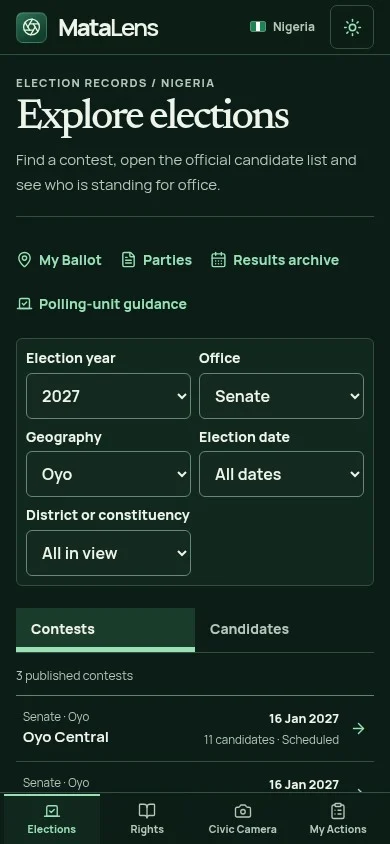 MataLens
Nigeria
ELECTION RECORDS / NIGERIA
Explore elections
Find a contest, open the official candidate list and
see who is standing for office.
My Ballot Parties Results archive
Polling-unit guidance
Election year Office
2027 Senate
Geography Election date
Oyo All dates
District or constituency
All in view
Contests Candidates
3 published contests
Senate · Oyo 16 Jan 2027
Oyo Central 11 candidates · Scheduled
Senate · Oyo 16 Jan 2027
Elections Rights Civic Camera My Actions